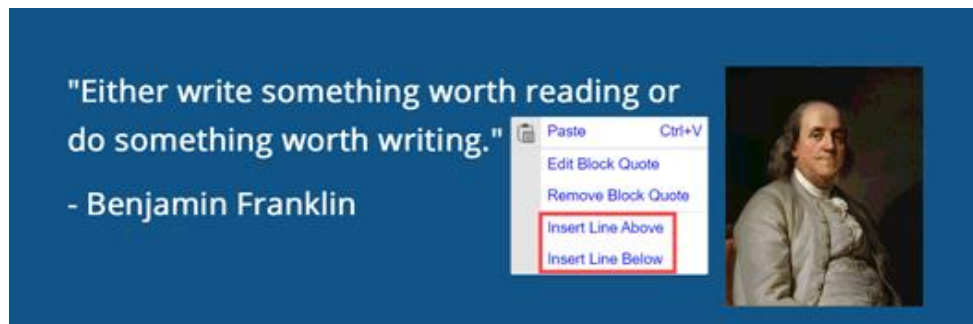 "Either write something worth reading or
do something worth writing."
- Benjamin Franklin
Paste Ctrl+V
Edit Block Quote
Remove Block Quote
Insert Line Above
Insert Line Below